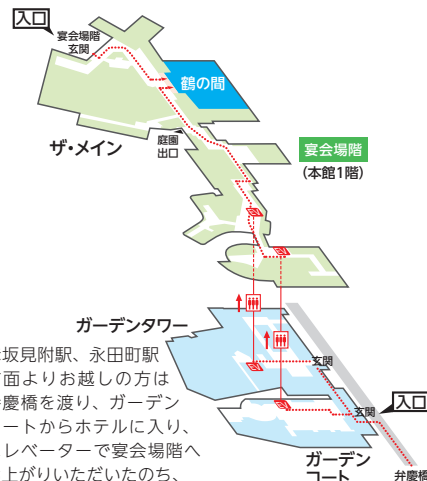 入口
宴会場階
玄関
鶴の間
ザ・メイン
庭園
出口
宴会場階
(本館1階)
ガーデンタワー
坂見附駅、永田町駅
面よりお越しの方は
慶橋を渡り、ガーデン
ートからホテルに入り、
レベーターで宴会場階へ
上がりいただいたのち、
玄関
玄関
入口
ガーデン
コート
弁慶橋